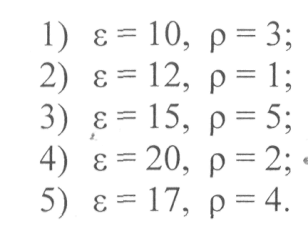 1) ε = 10, ρ = 3;
2) ε = 12, ρ = 1;
3) ε = 15, ρ = 5;
4) ε = 20, ρ = 2;
5) ε = 17, ρ = 4.